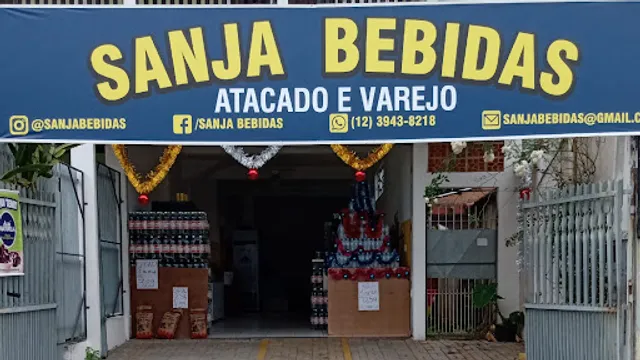 SANJA BEBIDAS
ATACADO E VAREJO
@SANJABEBIDAS /SANJA BEBIDAS (12) 3943-8218 SANJABEBIDAS@GMAIL.C